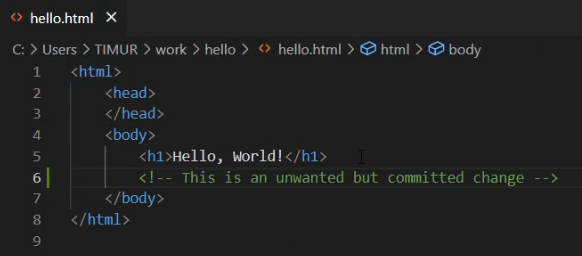 hello.html
C: > Users > TIMUR > work > hello > hello.html > html > body
1 <html>
2     <head>
3     </head>
4     <body>
5         <h1>Hello, World!</h1>
6         <!-- This is an unwanted but committed change -->
7     </body>
8 </html>
9